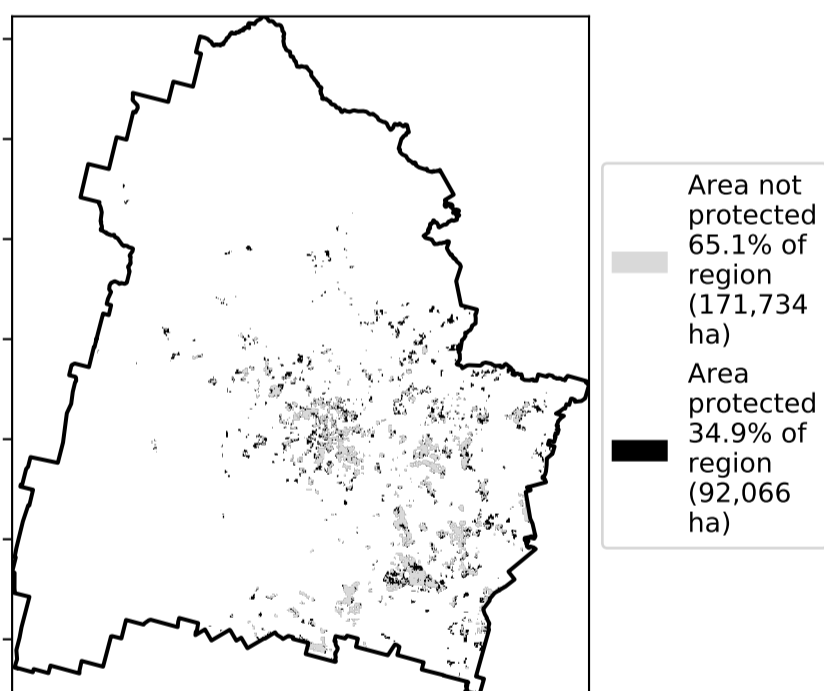 Area not
protected
65.1% of
region
(171,734
ha)
Area
protected
34.9% of
region
(92,066
ha)